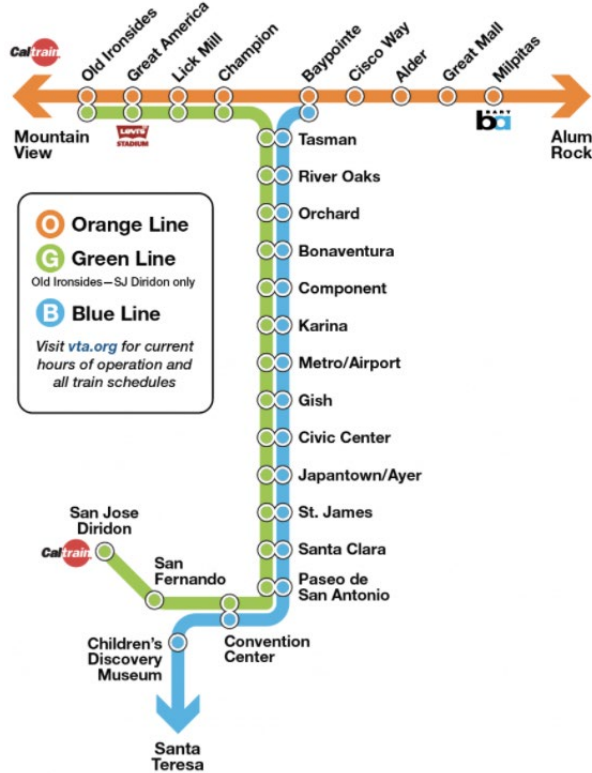 Caltrain
Old Ironsides
Great America
Lick Mill
Champion
Baypointe
Cisco Way
Alder
Great Mall
Milpitas
Mountain
View
LEVI'S
STADIUM
BART
ba
Alum
Rock
Tasman
River Oaks
Orchard
Bonaventura
Component
Karina
Metro/Airport
Gish
Civic Center
Japantown/Ayer
St. James
Santa Clara
Paseo de
San Antonio
O Orange Line
G Green Line
Old Ironsides—SJ Diridon only
B Blue Line
Visit vta.org for current
hours of operation and
all train schedules
San Jose
Diridon
Caltrain
San
Fernando
Convention
Center
Children's
Discovery
Museum
Santa
Teresa